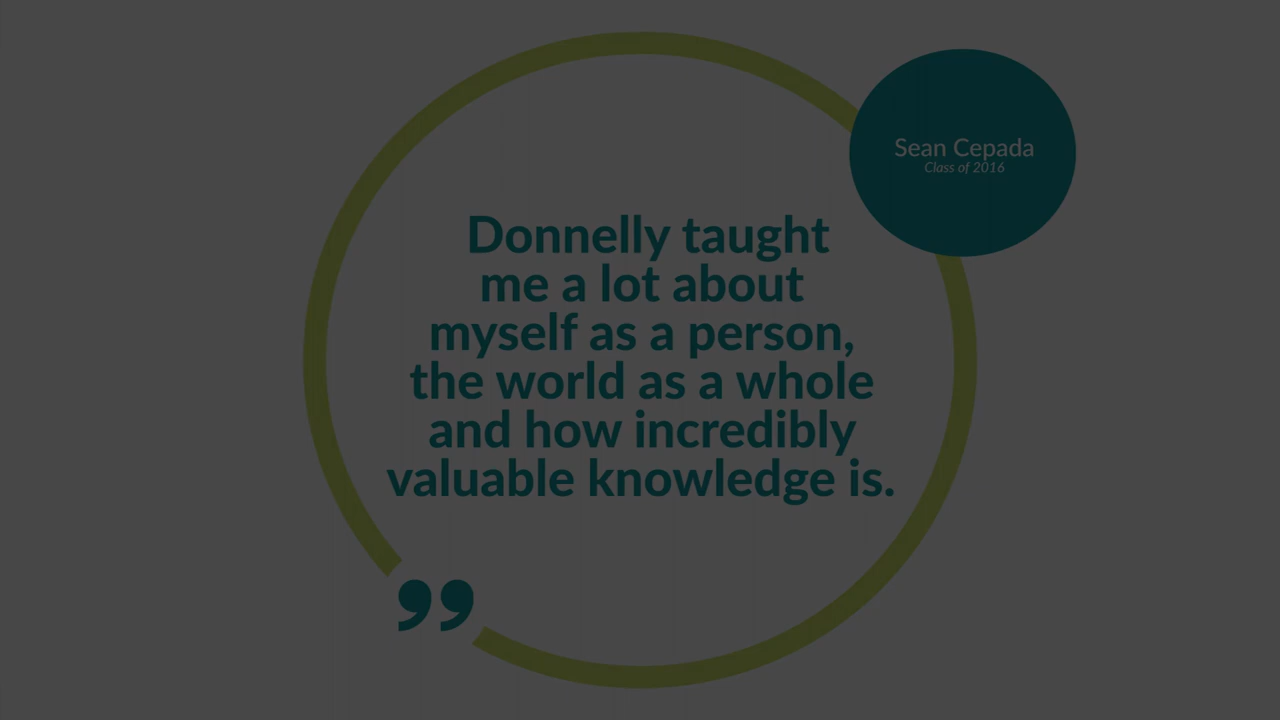 Sean Cepada
Class of 2016
Donnelly taught
me a lot about
myself as a person,
the world as a whole
and how incredibly
valuable knowledge is.
”